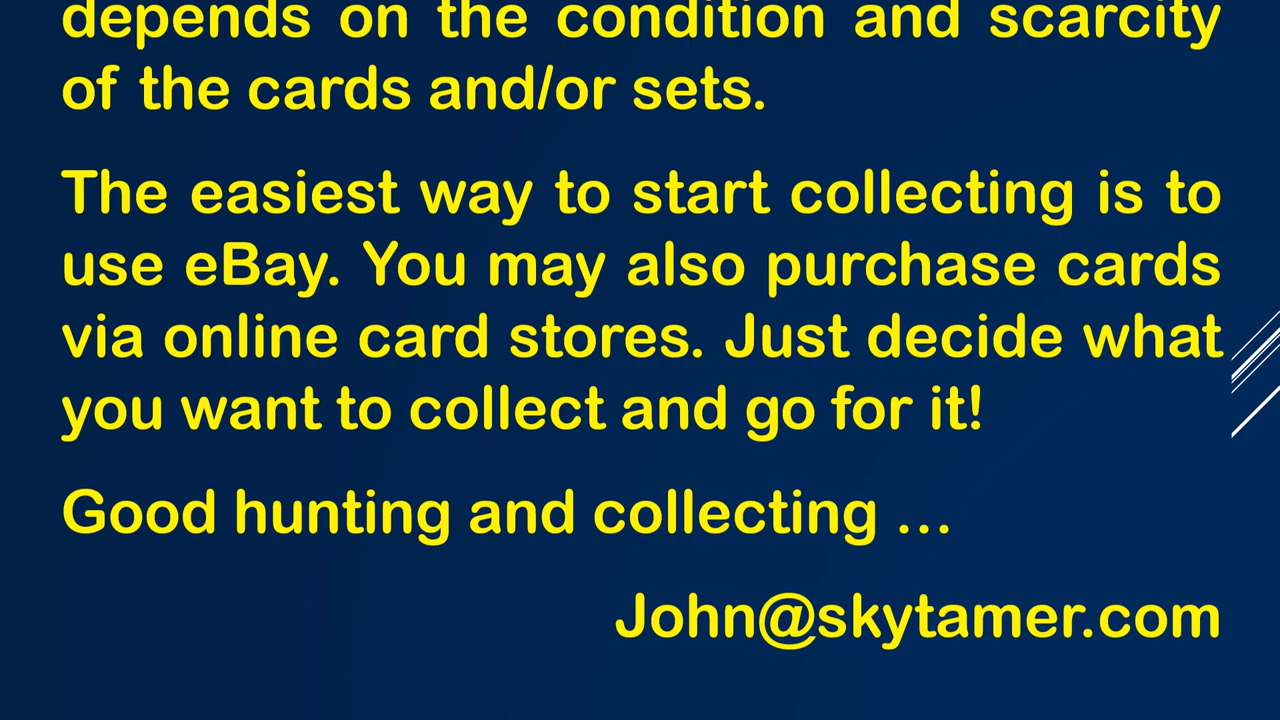 depends on the condition and scarcity
of the cards and/or sets.
The easiest way to start collecting is to
use eBay. You may also purchase cards
via online card stores. Just decide what
you want to collect and go for it!
Good hunting and collecting …
John@skytamer.com